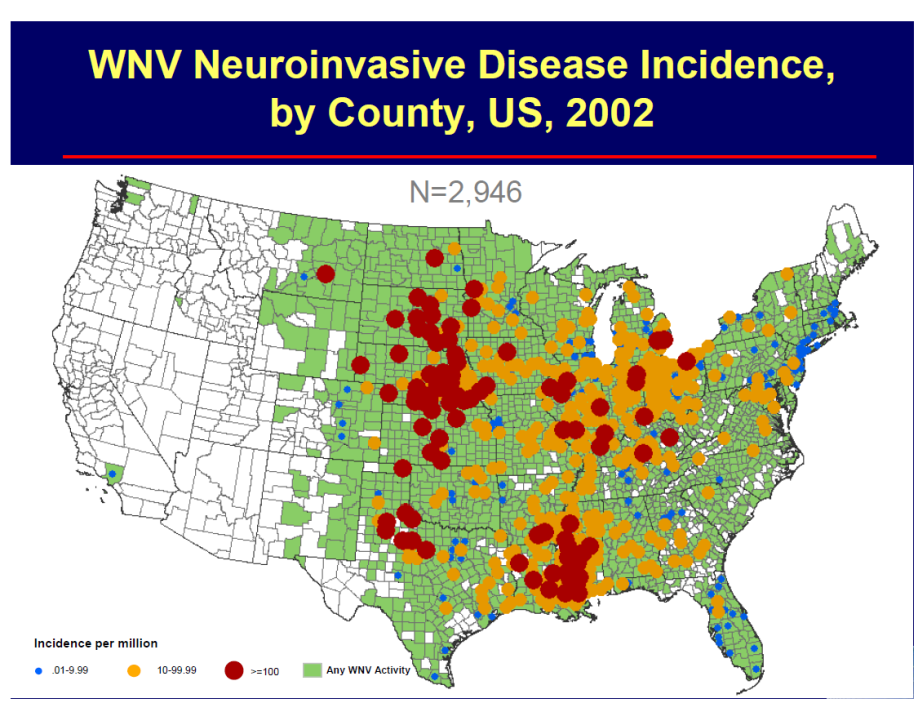 WNV Neuroinvasive Disease Incidence,
by County, US, 2002
N=2,946
Incidence per million
.01-9.99
10-99.99
>=100
Any WNV Activity